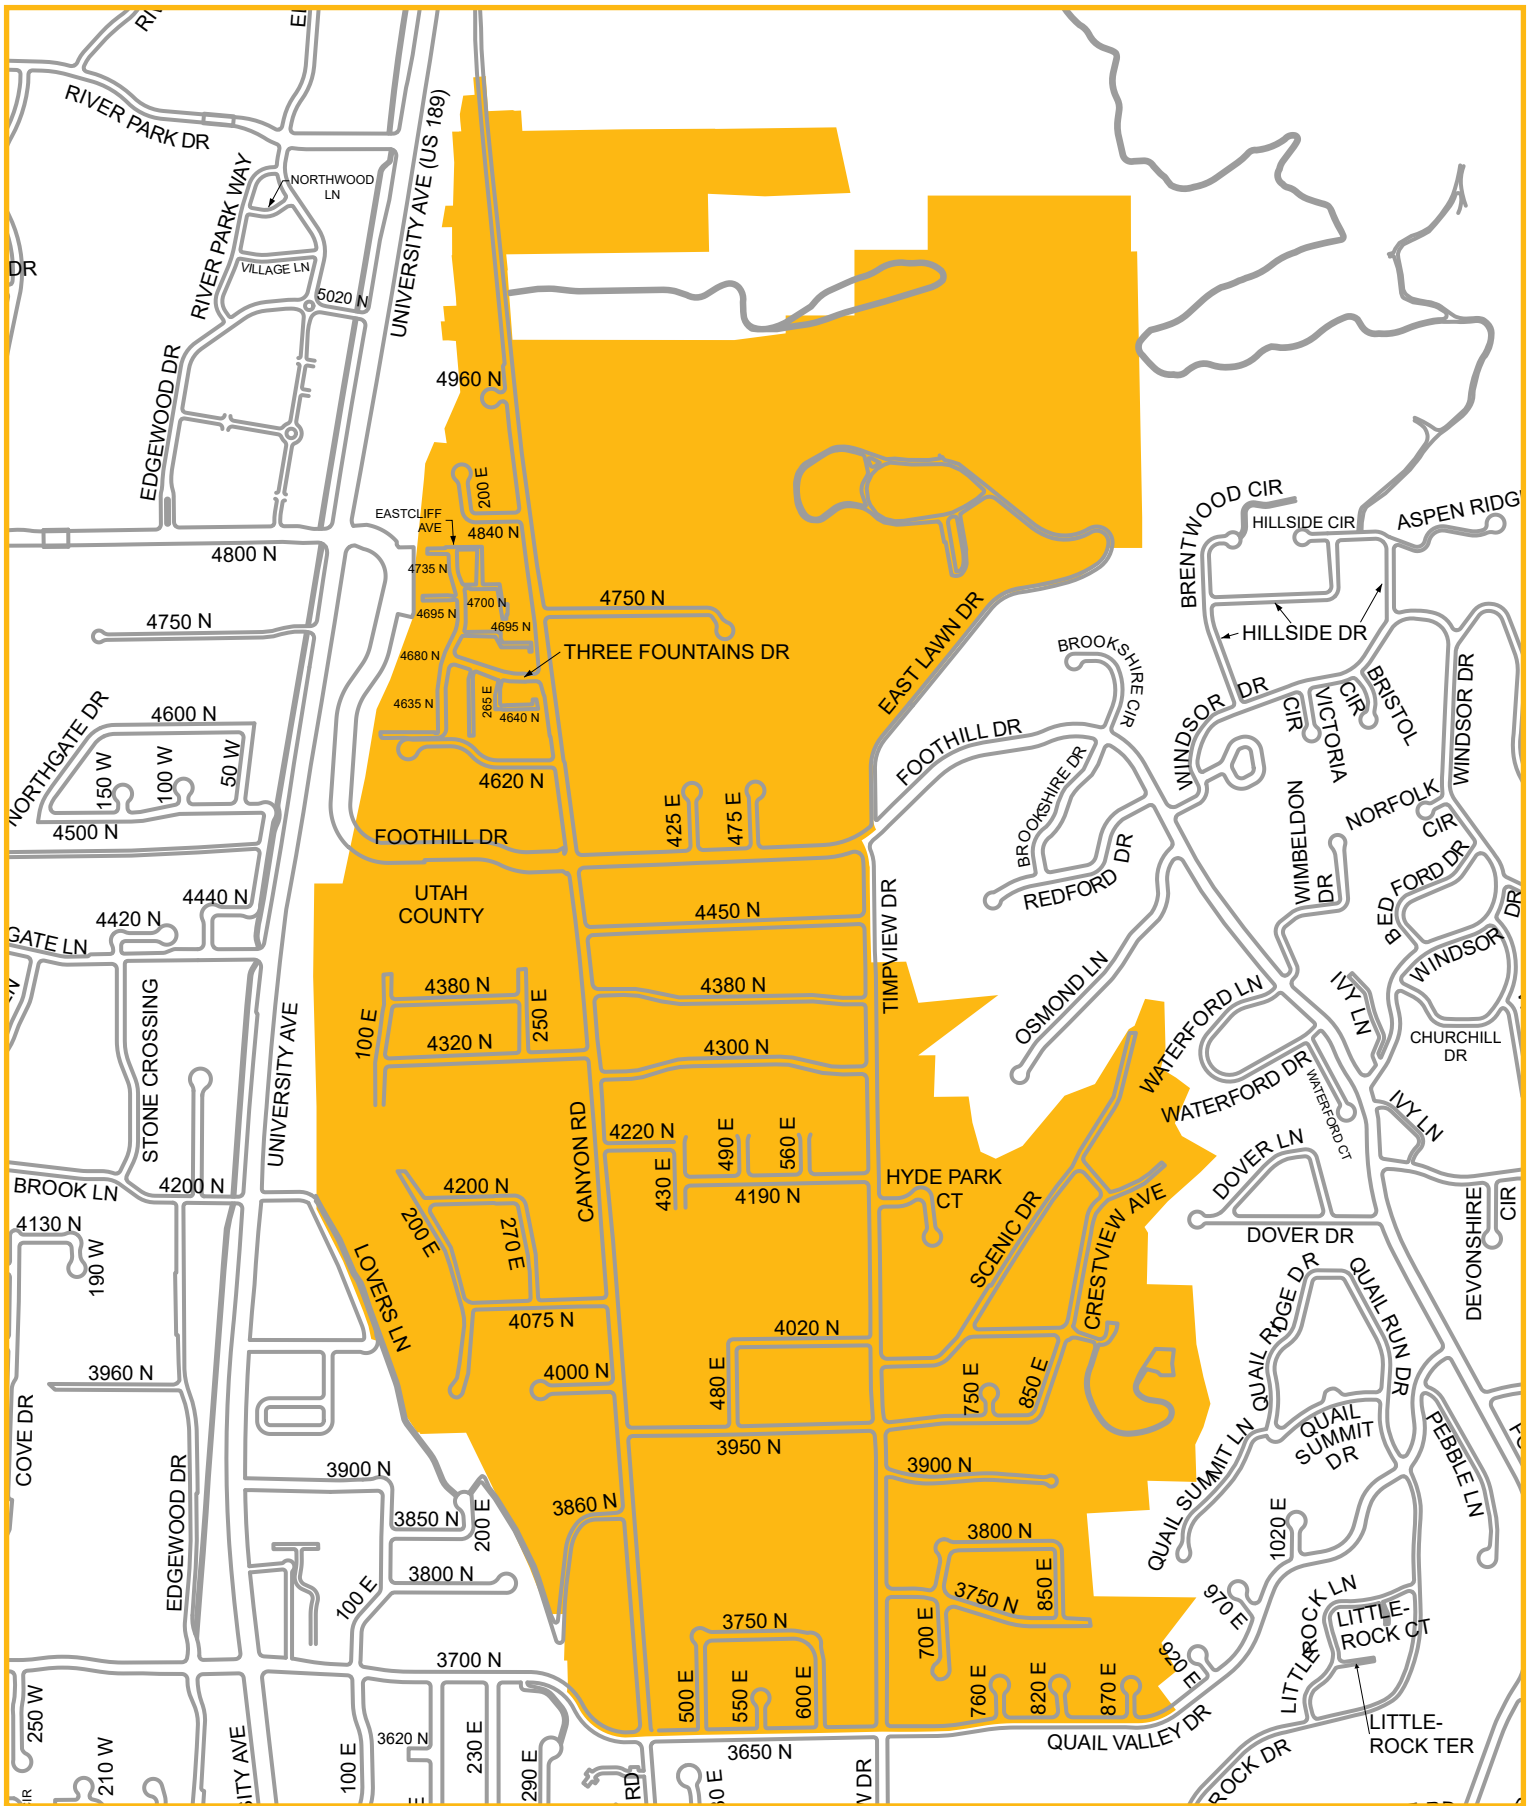 RIVER PARK DR
RIVER PARK WAY
NORTHWOOD
LN
VILLAGE LN
5020 N
UNIVERSITY AVE (US 189)
DR
EDGEWOOD DR
4960 N
200 E
EASTCLIFF
AVE
4840 N
4800 N
4735 N
4700 N
4695 N
4695 N
4750 N
4750 N
4680 N
THREE FOUNTAINS DR
4635 N
265 E
4640 N
4620 N
EAST LAWN DR
BRENTWOOD CIR
HILLSIDE CIR
ASPEN RIDG
HILLSIDE DR
BROOKSHIRE CIR
WINDSOR DR
CIR
VICTORIA
CIR
BRISTOL
WINDSOR DR
NORTHGATE DR
4600 N
150 W
100 W
50 W
4500 N
FOOTHILL DR
425 E
475 E
FOOTHILL DR
BROOKSHIRE DR
REDFORD DR
WIMBELDON
DR
NORFOLK
CIR
BED FORD DR
WINDSOR
DR
UTAH
COUNTY
4440 N
4420 N
GATE LN
4450 N
TIMPVIEW DR
4380 N
250 E
4380 N
100 E
4320 N
4300 N
OSMOND LN
WATERFORD LN
WATERFORD DR
WATERFORD CT
IVY LN
CHURCHILL
DR
IVY LN
STONE CROSSING
UNIVERSITY AVE
CANYON RD
4220 N
430 E
490 E
560 E
4190 N
HYDE PARK
CT
BROOK LN
4200 N
4200 N
200 E
270 E
4130 N
190 W
LOVERS LN
4075 N
SCENIC DR
CRESTVIEW AVE
DOVER LN
DOVER DR
DEVONSHIRE
CIR
4020 N
480 E
4000 N
750 E
850 E
3960 N
COVE DR
QUAIL RIDGE DR
QUAIL RUN DR
QUAIL
SUMMIT
DR
QUAIL SUMMIT LN
PEBBLE LN
3950 N
3900 N
3900 N
3860 N
EDGEWOOD DR
3850 N
200 E
3800 N
100 E
3800 N
3750 N
850 E
700 E
1020 E
970 E
920 E
LITTLE ROCK LN
LITTLE-
ROCK CT
3750 N
500 E
550 E
600 E
760 E
820 E
870 E
3700 N
3650 N
QUAIL VALLEY DR
LITTLE-
ROCK TER
250 W
210 W
SITY AVE
100 E
3620 N
230 E
290 E
RD
W DR
ROCK DR